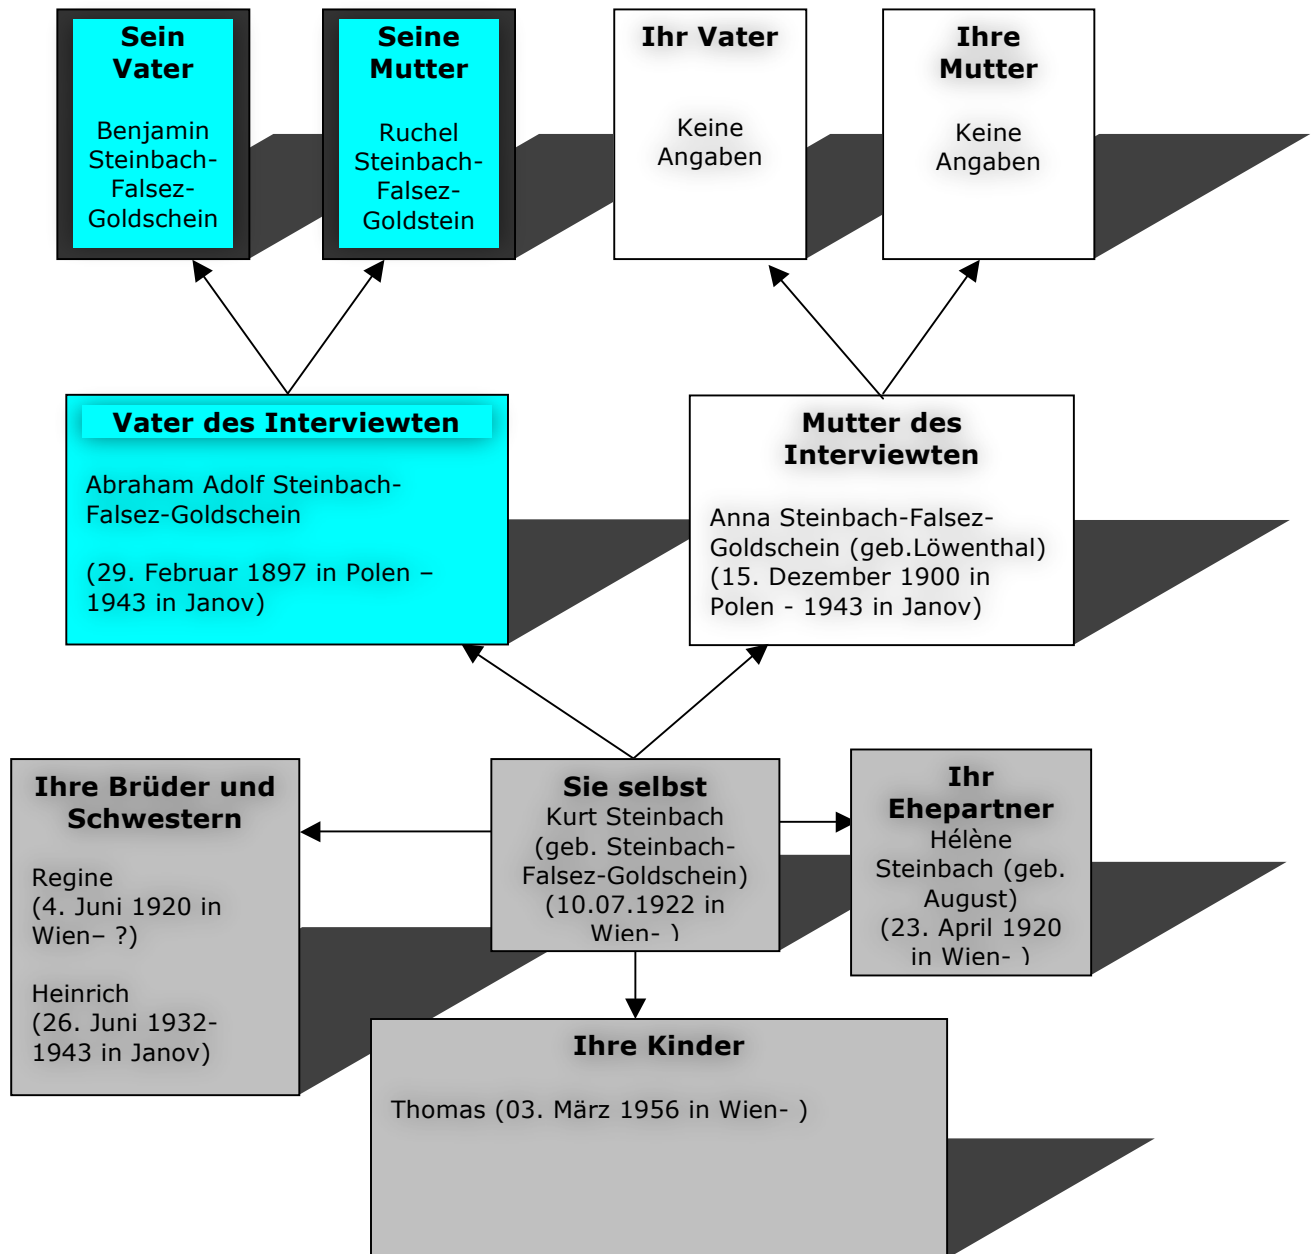 Sein
Vater
Benjamin
Steinbach-
Falsez-
Goldschein
Seine
Mutter
Ruchel
Steinbach-
Falsez-
Goldstein
Ihr Vater
Keine
Angaben
Ihre
Mutter
Keine
Angaben
Vater des Interviewten
Abraham Adolf Steinbach-
Falsez-Goldschein
(29. Februar 1897 in Polen –
1943 in Janov)
Mutter des
Interviewten
Anna Steinbach-Falsez-
Goldschein (geb.Löwenthal)
(15. Dezember 1900 in
Polen - 1943 in Janov)
Ihre Brüder und
Schwestern
Regine
(4. Juni 1920 in
Wien– ?)
Heinrich
(26. Juni 1932-
1943 in Janov)
Sie selbst
Kurt Steinbach
(geb. Steinbach-
Falsez-Goldschein)
(10.07.1922 in
Wien- )
Ihr
Ehepartner
Hélène
Steinbach (geb.
August)
(23. April 1920
in Wien- )
Ihre Kinder
Thomas (03. März 1956 in Wien- )